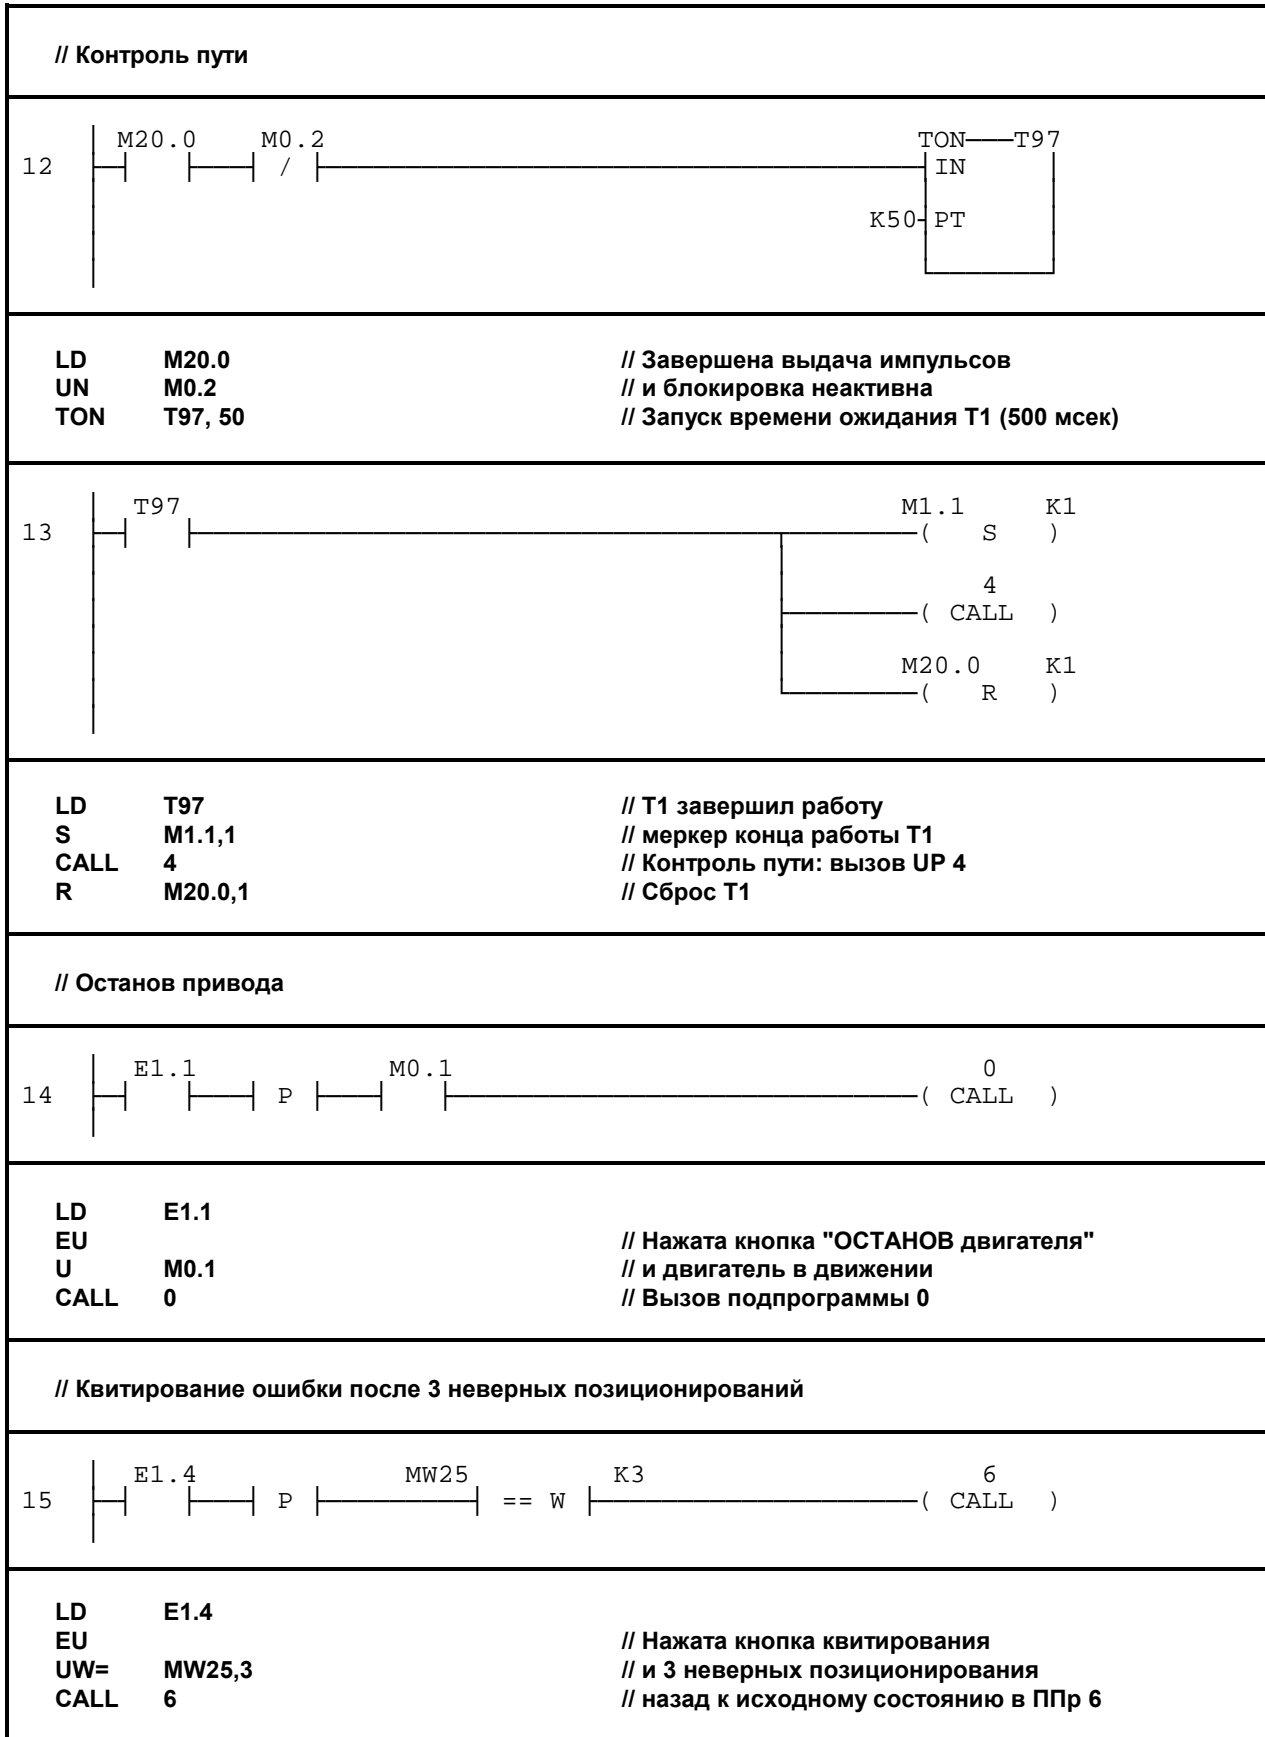 // Контроль пути
M20.0 M0.2 TON T97
12 / IN
K50 PT
LD M20.0 // Завершена выдача импульсов
UN M0.2 // и блокировка неактивна
TON T97, 50 // Запуск времени ожидания T1 (500 мсек)
T97 M1.1 K1
13 ( S )
4
( CALL )
M20.0 K1
( R )
LD T97 // T1 завершил работу
S M1.1,1 // меркер конца работы T1
CALL 4 // Контроль пути: вызов UP 4
R M20.0,1 // Сброс T1
// Останов привода
E1.1 M0.1 0
14 P ( CALL )
LD E1.1
EU // Нажата кнопка "ОСТАНОВ двигателя"
U M0.1 // и двигатель в движении
CALL 0 // Вызов подпрограммы 0
// Квитирование ошибки после 3 неверных позиционирований
E1.4 MW25 K3 6
15 P == W ( CALL )
LD E1.4
EU // Нажата кнопка квитирования
UW= MW25,3 // и 3 неверных позиционирования
CALL 6 // назад к исходному состоянию в ППр 6